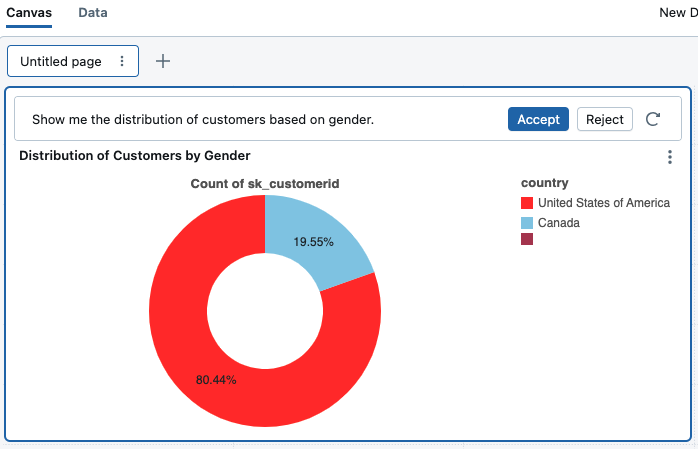 Canvas Data New D
Untitled page
Show me the distribution of customers based on gender. Accept Reject
Distribution of Customers by Gender
Count of sk_customerid
country
United States of America
Canada
19.55%
80.44%